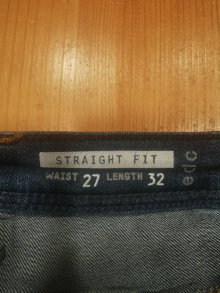 STRAIGHT FIT
WAIST 27 LENGTH 32
edc